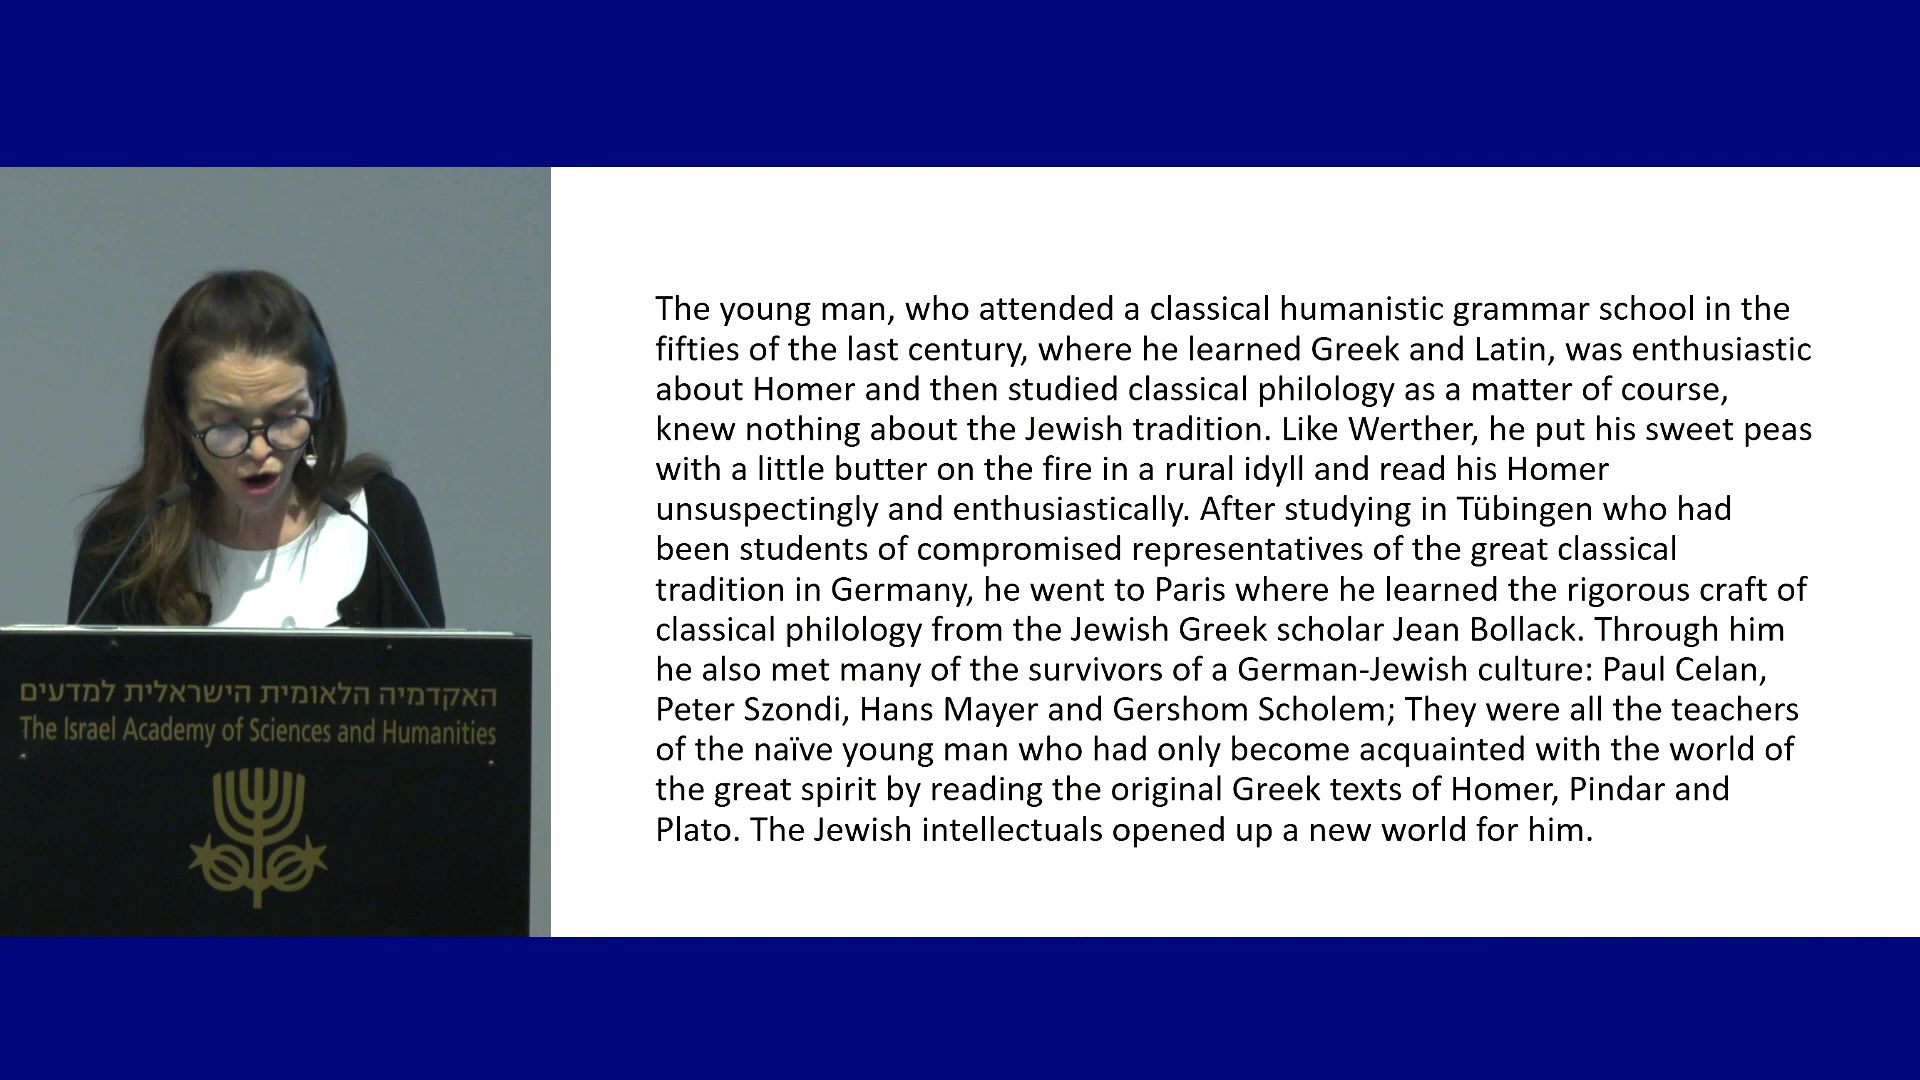 האקדמיה הלאומית הישראלית למדעים
The Israel Academy of Sciences and Humanities
The young man, who attended a classical humanistic grammar school in the
fifties of the last century, where he learned Greek and Latin, was enthusiastic
about Homer and then studied classical philology as a matter of course,
knew nothing about the Jewish tradition. Like Werther, he put his sweet peas
with a little butter on the fire in a rural idyll and read his Homer
unsuspectingly and enthusiastically. After studying in Tübingen who had
been students of compromised representatives of the great classical
tradition in Germany, he went to Paris where he learned the rigorous craft of
classical philology from the Jewish Greek scholar Jean Bollack. Through him
he also met many of the survivors of a German-Jewish culture: Paul Celan,
Peter Szondi, Hans Mayer and Gershom Scholem; They were all the teachers
of the naïve young man who had only become acquainted with the world of
the great spirit by reading the original Greek texts of Homer, Pindar and
Plato. The Jewish intellectuals opened up a new world for him.